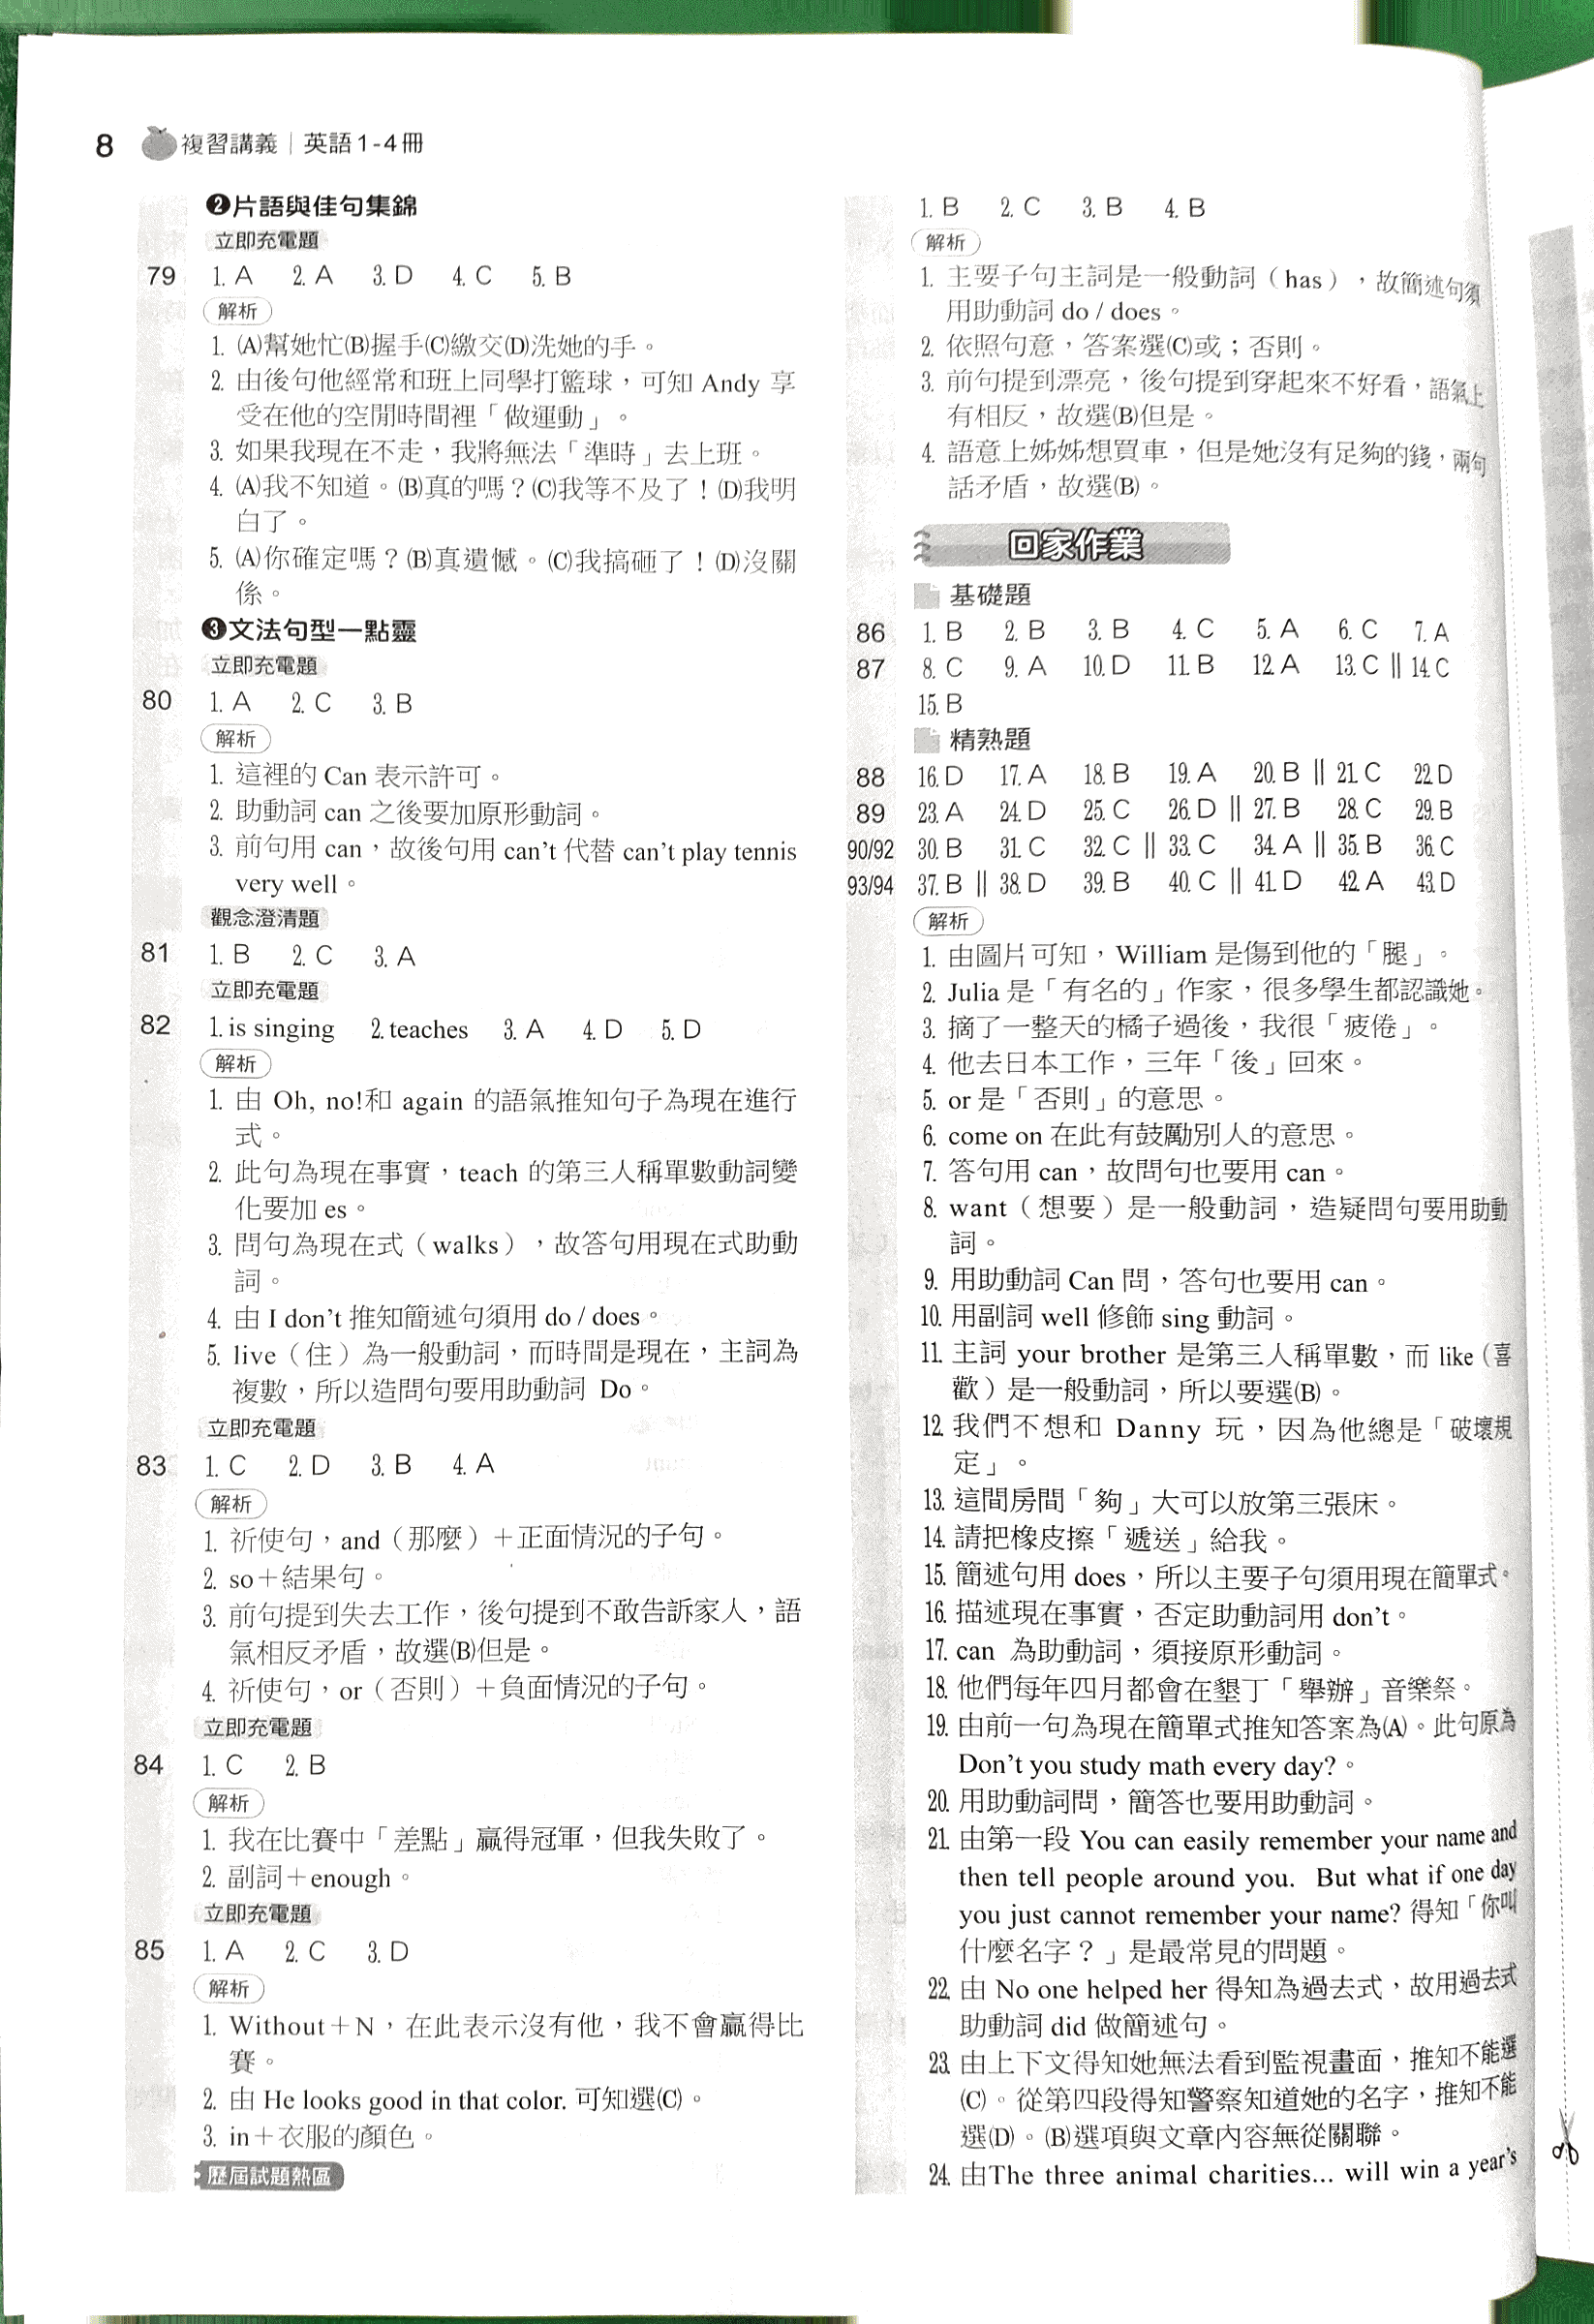 8 複習講義｜英語1-4冊
❷片語與佳句集錦
立即充電題
79 1. A 2. A 3. D 4. C 5. B
解析
1. (A)幫她忙(B)握手(C)繳交(D)洗她的手。
2. 由後句他經常和班上同學打籃球，可知 Andy 享
受在他的空閒時間裡「做運動」。
3. 如果我現在不走，我將無法「準時」去上班。
4. (A)我不知道。(B)真的嗎？(C)我等不及了！(D)我明
白了。
5. (A)你確定嗎？(B)真遺憾。(C)我搞砸了！(D)沒關
係。
❸文法句型一點靈
立即充電題
80 1. A 2. C 3. B
解析
1. 這裡的 Can 表示許可。
2. 助動詞 can 之後要加原形動詞。
3. 前句用 can，故後句用 can't 代替 can't play tennis
very well。
觀念澄清題
81 1. B 2. C 3. A
立即充電題
82 1. is singing 2. teaches 3. A 4. D 5. D
解析
1. 由 Oh, no!和 again 的語氣推知句子為現在進行
式。
2. 此句為現在事實，teach 的第三人稱單數動詞變
化要加 es。
3. 問句為現在式（walks），故答句用現在式助動
詞。
4. 由 I don't 推知簡述句須用 do / does。
5. live（住）為一般動詞，而時間是現在，主詞為
複數，所以造問句要用助動詞 Do。
立即充電題
83 1. C 2. D 3. B 4. A
解析
1. 祈使句，and（那麼）＋正面情況的子句。
2. so＋結果句。
3. 前句提到失去工作，後句提到不敢告訴家人，語
氣相反矛盾，故選(B)但是。
4. 祈使句，or（否則）＋負面情況的子句。
立即充電題
84 1. C 2. B
解析
1. 我在比賽中「差點」贏得冠軍，但我失敗了。
2. 副詞＋enough。
立即充電題
85 1. A 2. C 3. D
解析
1. Without＋N，在此表示沒有他，我不會贏得比
賽。
2. 由 He looks good in that color. 可知選(C)。
3. in＋衣服的顏色。
歷屆試題熱區
1. B 2. C 3. B 4. B
解析
1. 主要子句主詞是一般動詞（has），故簡述句須
用助動詞 do / does。
2. 依照句意，答案選(C)或；否則。
3. 前句提到漂亮，後句提到穿起來不好看，語氣上
有相反，故選(B)但是。
4. 語意上姊姊想買車，但是她沒有足夠的錢，兩句
話矛盾，故選(B)。
回家作業
基礎題
86 1. B 2. B 3. B 4. C 5. A 6. C 7. A
87 8. C 9. A 10. D 11. B 12. A 13. C ‖ 14. C
15. B
精熟題
88 16. D 17. A 18. B 19. A 20. B ‖ 21. C 22. D
89 23. A 24. D 25. C 26. D ‖ 27. B 28. C 29. B
90/92 30. B 31. C 32. C ‖ 33. C 34. A ‖ 35. B 36. C
93/94 37. B ‖ 38. D 39. B 40. C ‖ 41. D 42. A 43. D
解析
1. 由圖片可知，William 是傷到他的「腿」。
2. Julia 是「有名的」作家，很多學生都認識她。
3. 摘了一整天的橘子過後，我很「疲倦」。
4. 他去日本工作，三年「後」回來。
5. or 是「否則」的意思。
6. come on 在此有鼓勵別人的意思。
7. 答句用 can，故問句也要用 can。
8. want（想要）是一般動詞，造疑問句要用助動
詞。
9. 用助動詞 Can 問，答句也要用 can。
10. 用副詞 well 修飾 sing 動詞。
11. 主詞 your brother 是第三人稱單數，而 like（喜
歡）是一般動詞，所以要選(B)。
12. 我們不想和 Danny 玩，因為他總是「破壞規
定」。
13. 這間房間「夠」大可以放第三張床。
14. 請把橡皮擦「遞送」給我。
15. 簡述句用 does，所以主要子句須用現在簡單式。
16. 描述現在事實，否定助動詞用 don't。
17. can 為助動詞，須接原形動詞。
18. 他們每年四月都會在墾丁「舉辦」音樂祭。
19. 由前一句為現在簡單式推知答案為(A)。此句原為
Don't you study math every day?。
20. 用助動詞問，簡答也要用助動詞。
21. 由第一段 You can easily remember your name and
then tell people around you. But what if one day
you just cannot remember your name? 得知「你叫
什麼名字？」是最常見的問題。
22. 由 No one helped her 得知為過去式，故用過去式
助動詞 did 做簡述句。
23. 由上下文得知她無法看到監視畫面，推知不能選
(C)。從第四段得知警察知道她的名字，推知不能
選(D)。(B)選項與文章內容無從關聯。
24. 由The three animal charities... will win a year's